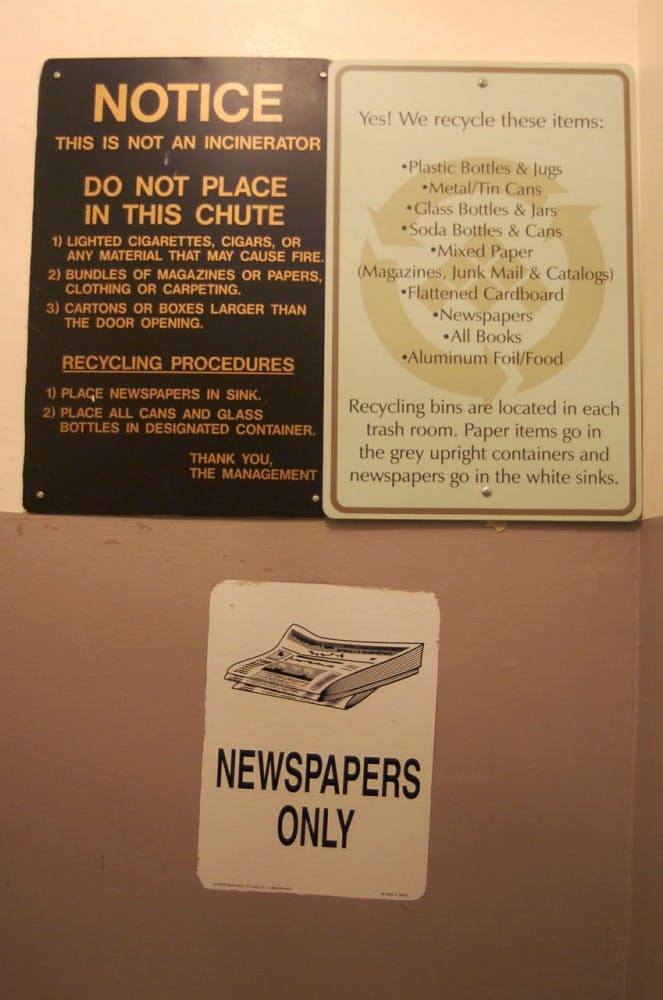 NOTICE
THIS IS NOT AN INCINERATOR
DO NOT PLACE
IN THIS CHUTE
1) LIGHTED CIGARETTES, CIGARS, OR
ANY MATERIAL THAT MAY CAUSE FIRE.
2) BUNDLES OF MAGAZINES OR PAPERS,
CLOTHING OR CARPETING.
3) CARTONS OR BOXES LARGER THAN
THE DOOR OPENING.
RECYCLING PROCEDURES
1) PLACE NEWSPAPERS IN SINK.
2) PLACE ALL CANS AND GLASS
BOTTLES IN DESIGNATED CONTAINER.
THANK YOU,
THE MANAGEMENT
Yes! We recycle these items:
•Plastic Bottles & Jugs
•Metal/Tin Cans
•Glass Bottles & Jars
•Soda Bottles & Cans
•Mixed Paper
(Magazines, Junk Mail & Catalogs)
•Flattened Cardboard
•Newspapers
•All Books
•Aluminum Foil/Food
Recycling bins are located in each
trash room. Paper items go in
the grey upright containers and
newspapers go in the white sinks.
NEWSPAPERS
ONLY